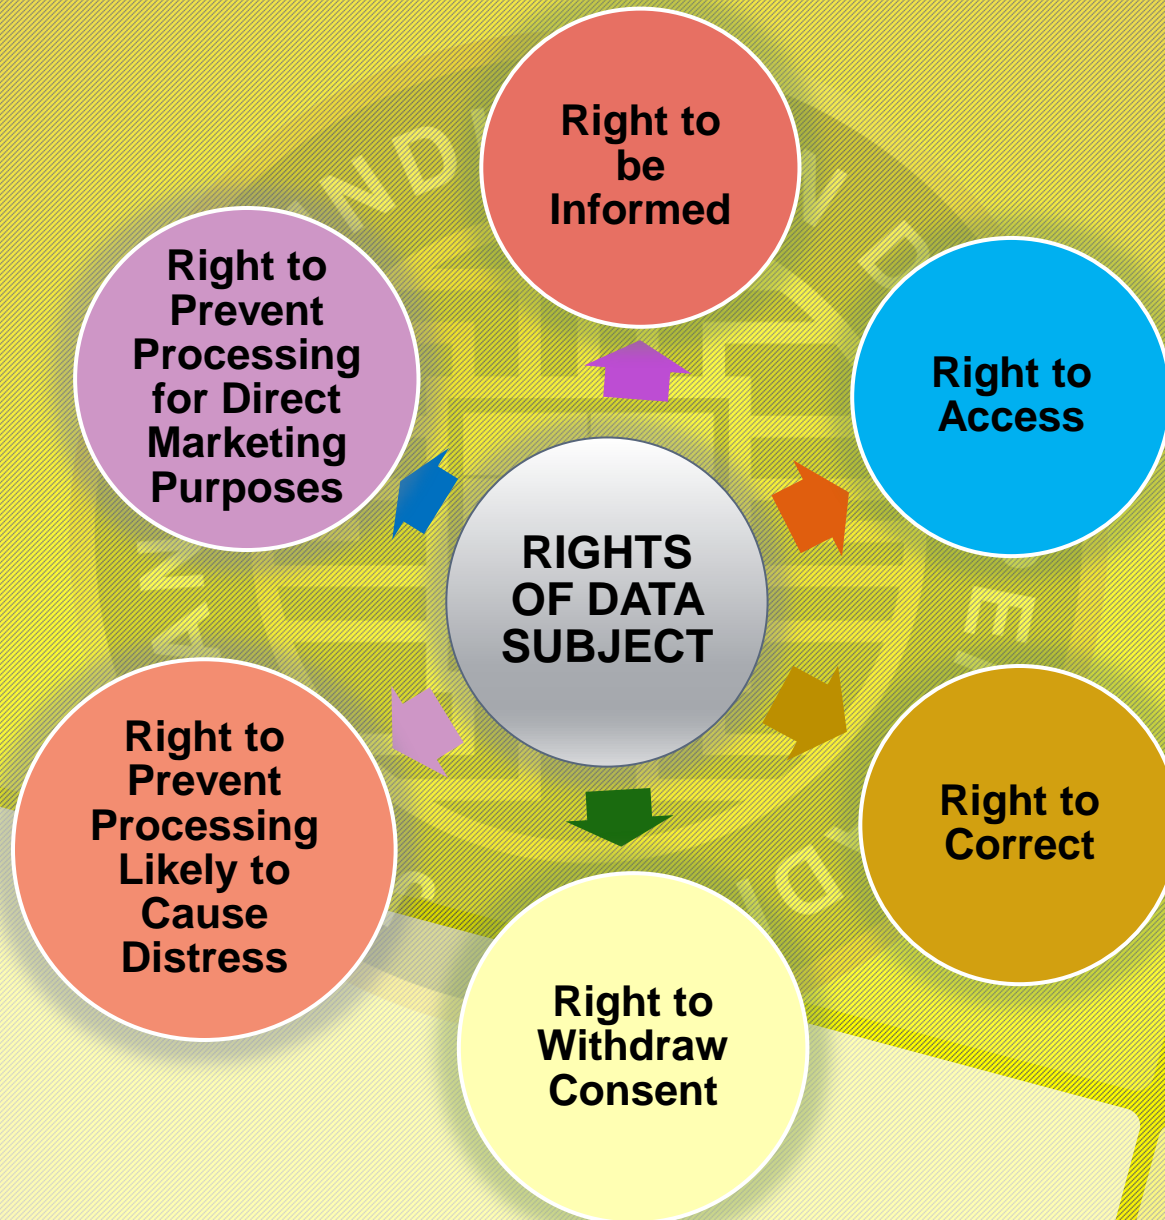 Right to
be
Informed
Right to
Access
Right to
Correct
Right to
Withdraw
Consent
Right to
Prevent
Processing
Likely to
Cause
Distress
Right to
Prevent
Processing
for Direct
Marketing
Purposes
RIGHTS
OF DATA
SUBJECT